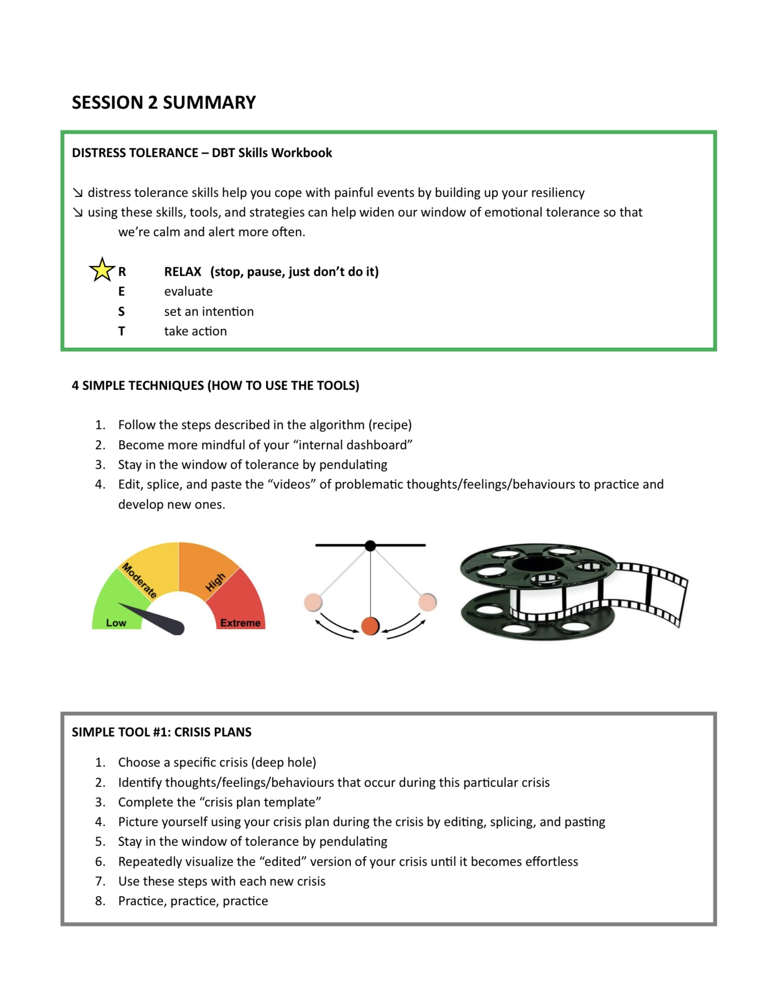 SESSION 2 SUMMARY
DISTRESS TOLERANCE – DBT Skills Workbook
↘ distress tolerance skills help you cope with painful events by building up your resiliency
↘ using these skills, tools, and strategies can help widen our window of emotional tolerance so that
we’re calm and alert more often.
R RELAX (stop, pause, just don’t do it)
E evaluate
S set an intention
T take action
4 SIMPLE TECHNIQUES (HOW TO USE THE TOOLS)
1. Follow the steps described in the algorithm (recipe)
2. Become more mindful of your “internal dashboard”
3. Stay in the window of tolerance by pendulating
4. Edit, splice, and paste the “videos” of problematic thoughts/feelings/behaviours to practice and
develop new ones.
Low
Moderate
High
Extreme
SIMPLE TOOL #1: CRISIS PLANS
1. Choose a specific crisis (deep hole)
2. Identify thoughts/feelings/behaviours that occur during this particular crisis
3. Complete the “crisis plan template”
4. Picture yourself using your crisis plan during the crisis by editing, splicing, and pasting
5. Stay in the window of tolerance by pendulating
6. Repeatedly visualize the “edited” version of your crisis until it becomes effortless
7. Use these steps with each new crisis
8. Practice, practice, practice